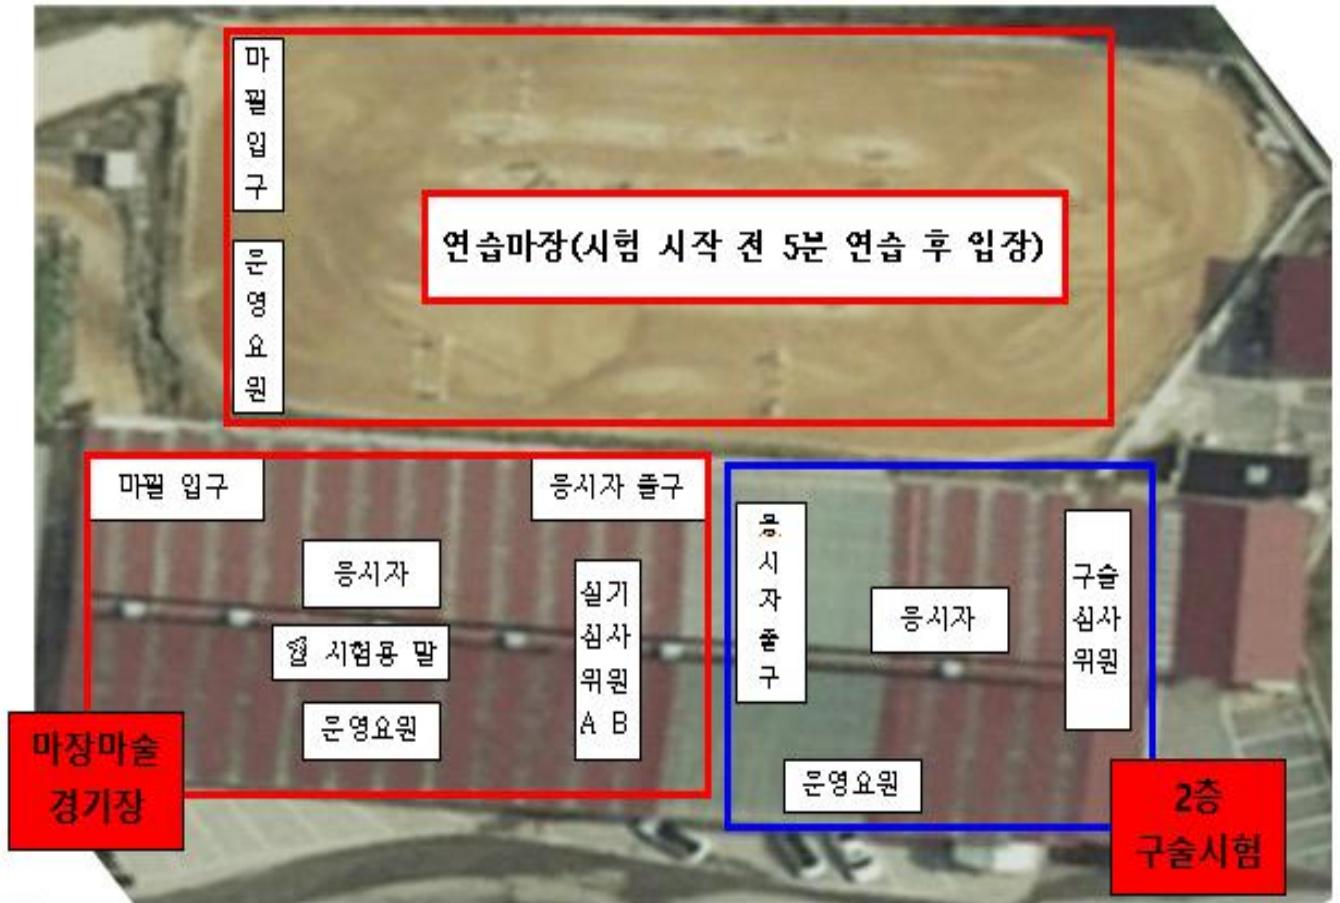 마필입구
운영요원
연습마장(시험 시작 전 5분 연습 후 입장)
마필 입구
응시자 출구
응시자
시험용 말
운영요원
실기
심사
위원
A B
마장마술
경기장
응시자출구
응시자
구술
심사
위원
운영요원
2층
구술시험